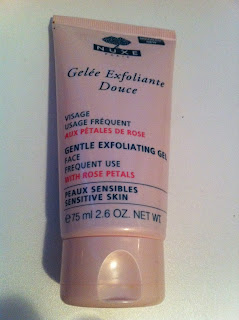 NUXE
PARIS
Gelée Exfoliante
Douce
VISAGE
USAGE FRÉQUENT
AUX PÉTALES DE ROSE
GENTLE EXFOLIATING GEL
FACE
FREQUENT USE
WITH ROSE PETALS
PEAUX SENSIBLES
SENSITIVE SKIN
℮ 75 ml 2.6 OZ. NET WT.